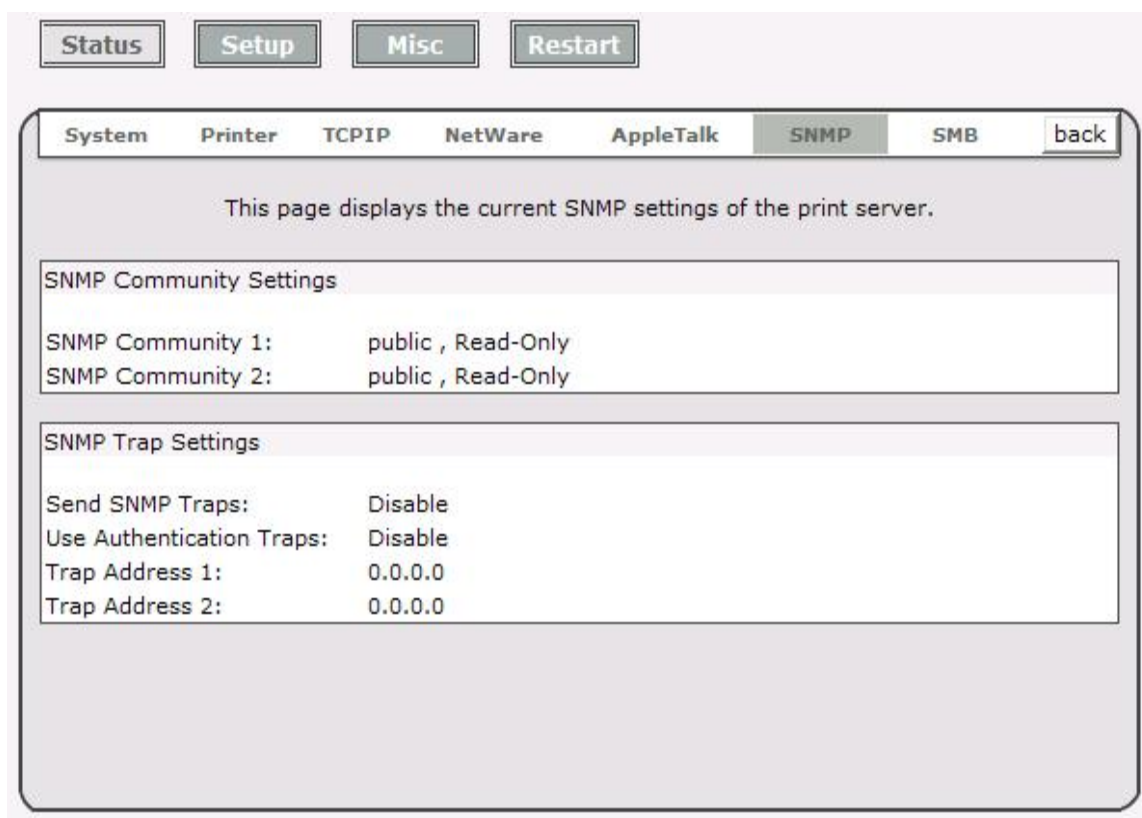 Status Setup Misc Restart
System Printer TCPIP NetWare AppleTalk SNMP SMB back
This page displays the current SNMP settings of the print server.
SNMP Community Settings
SNMP Community 1: public , Read-Only
SNMP Community 2: public , Read-Only
SNMP Trap Settings
Send SNMP Traps: Disable
Use Authentication Traps: Disable
Trap Address 1: 0.0.0.0
Trap Address 2: 0.0.0.0